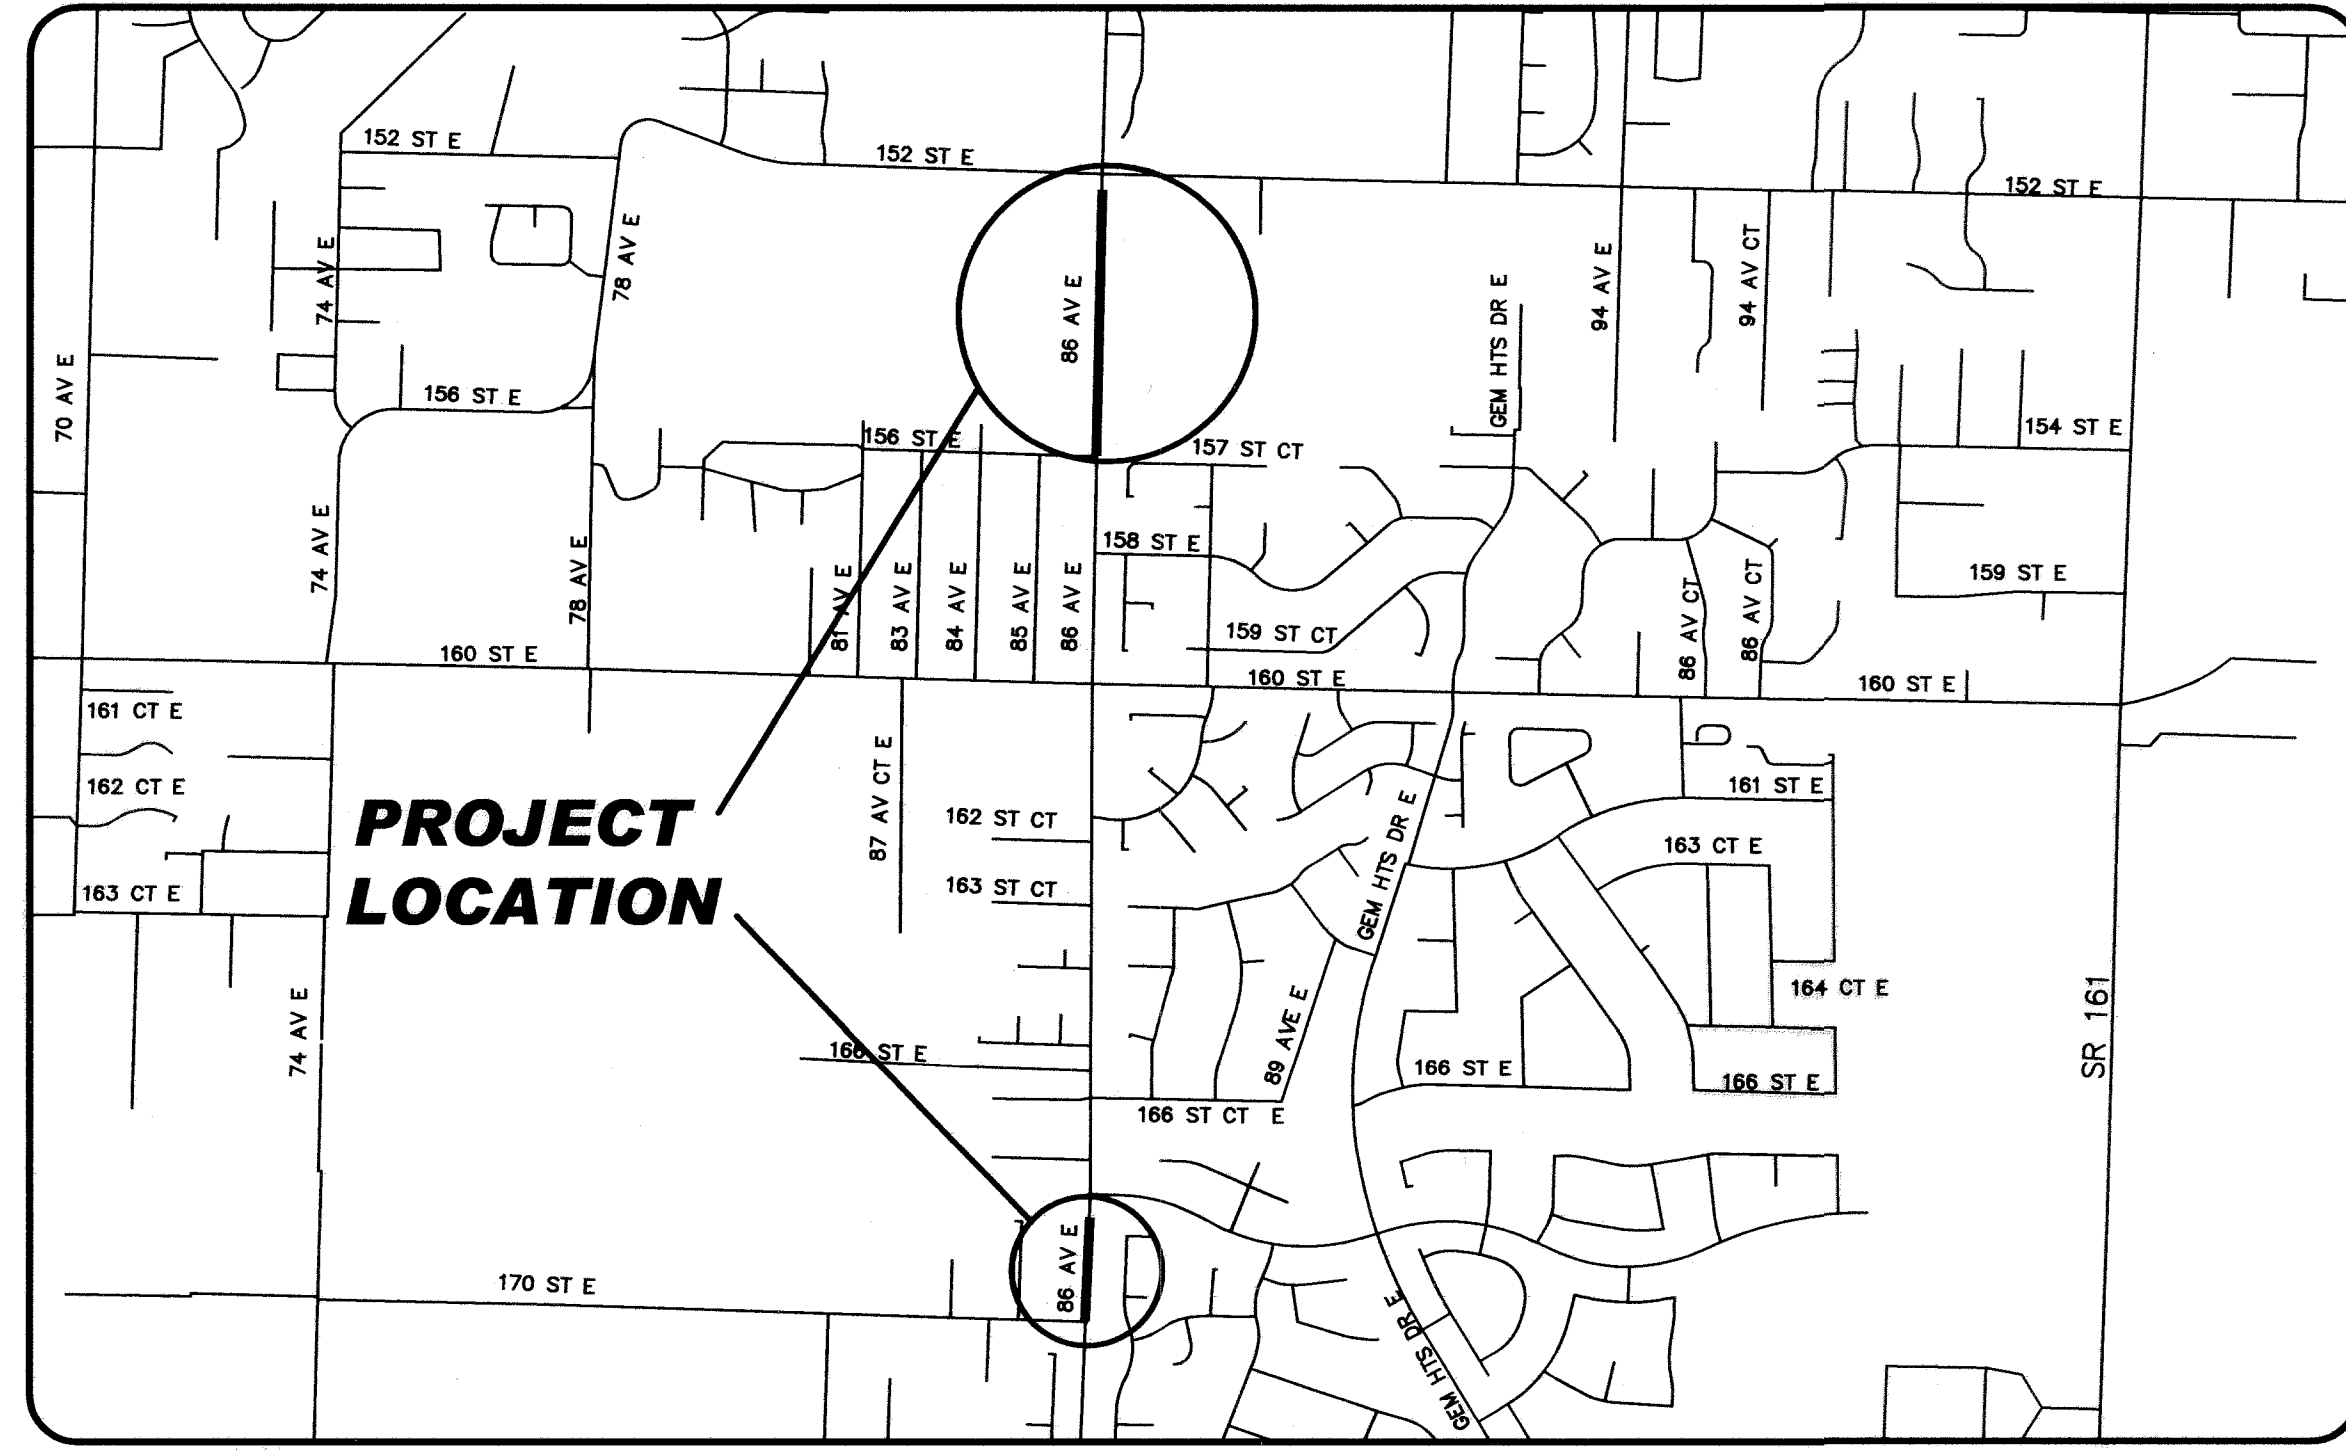 152 ST E
152 ST E
152 ST E
74 AV E
78 AV E
86 AV E
GEM HTS DR E
94 AV E
94 AV CT
70 AV E
156 ST E
156 ST E
157 ST CT
154 ST E
74 AV E
78 AV E
81 AV E
83 AV E
84 AV E
85 AV E
86 AV E
158 ST E
159 ST CT
86 AV CT
86 AV CT
159 ST E
160 ST E
160 ST E
160 ST E
161 CT E
162 CT E
163 CT E
PROJECT
LOCATION
87 AV CT E
162 ST CT
163 ST CT
GEM HTS DR E
161 ST E
163 CT E
164 CT E
74 AV E
166 ST E
89 AVE E
166 ST E
166 ST E
SR 161
166 ST CT E
86 AV E
170 ST E
GEM HTS DR E